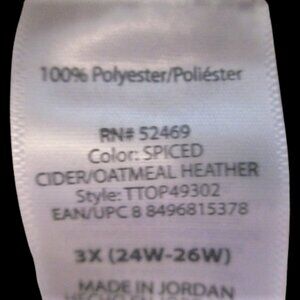 100% Polyester/Poliéster
RN# 52469
Color: SPICED
CIDER/OATMEAL HEATHER
Style: TTOP49302
EAN/UPC 8 8496815378
3X (24W-26W)
MADE IN JORDAN
HECHO